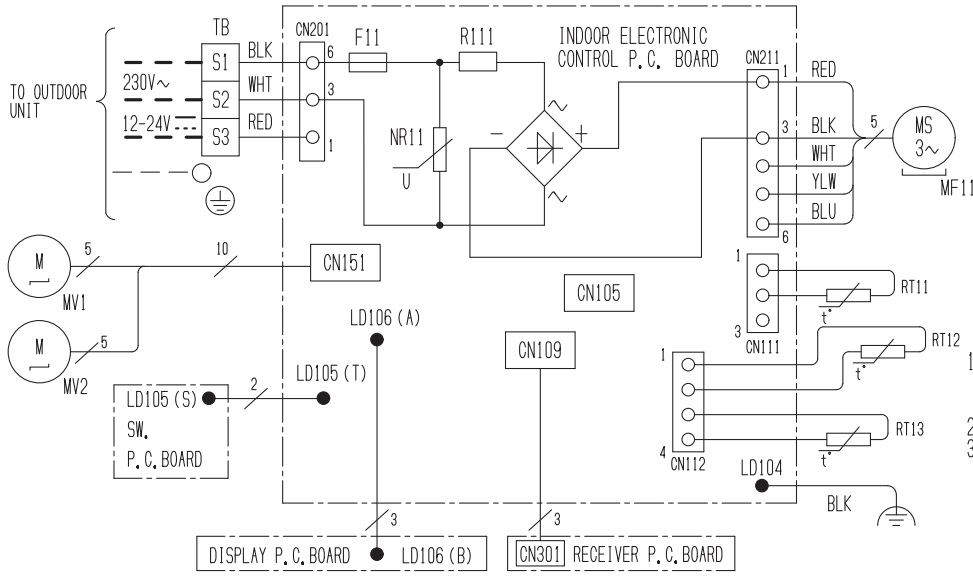 TO OUTDOOR
UNIT
TB
S1
S2
S3
230V~
12-24V
BLK
WHT
RED
CN201
6
3
1
F11
R111
NR11
U
- +
INDOOR ELECTRONIC
CONTROL P.C. BOARD
CN211
1
3
6
RED
BLK
WHT
YLW
BLU
5
MS
3~
MF11
M
5
MV1
10
CN151
M
5
MV2
CN105
CN109
1
3
CN111
RT11
t°
1
4
CN112
RT12
t°
RT13
t°
1
2
3
LD106(A)
LD105(S)
2
LD105(T)
SW.
P.C.BOARD
LD104
BLK
3
DISPLAY P.C.BOARD
LD106(B)
3
CN301
RECEIVER P.C.BOARD